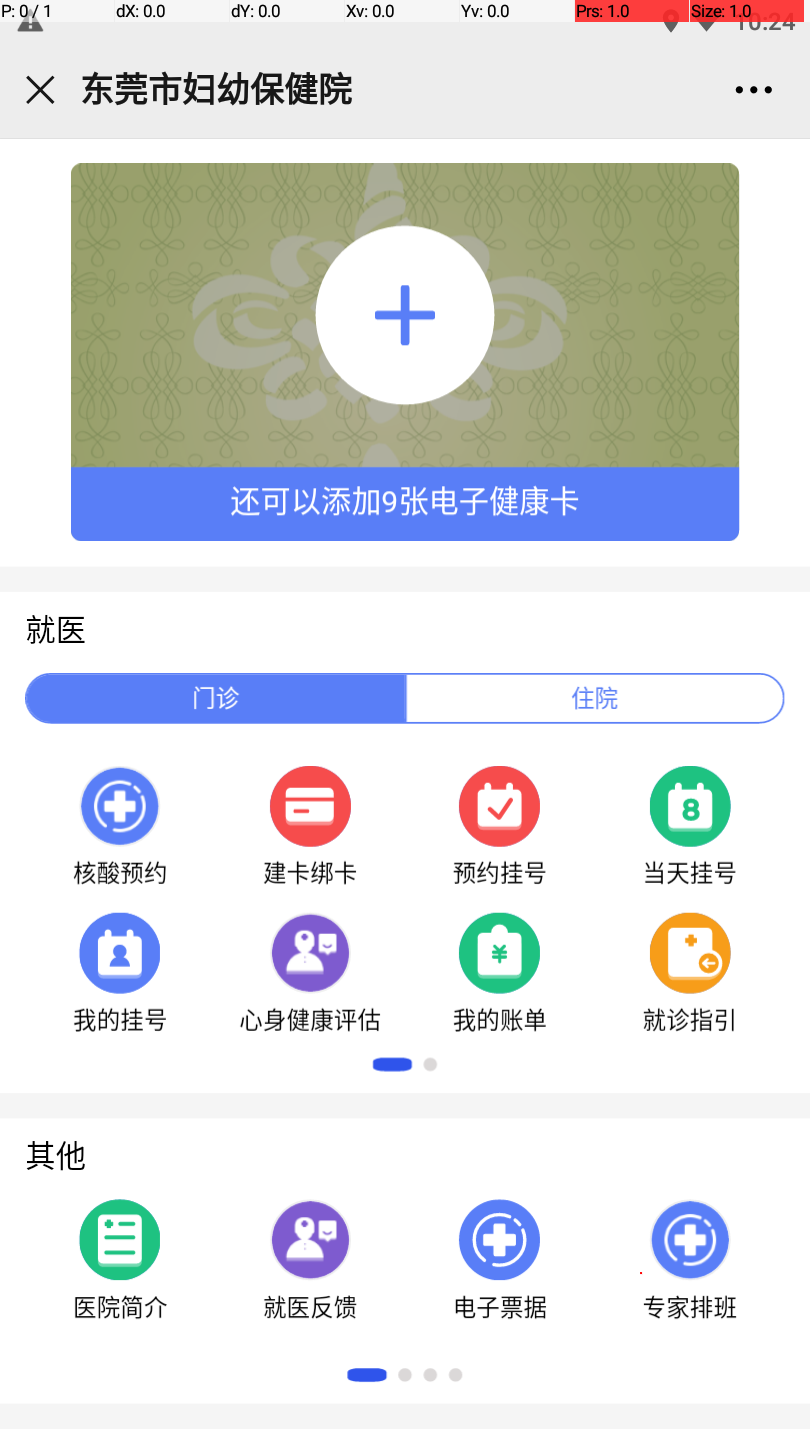 P: 0 / 1 dX: 0.0 dY: 0.0 Xv: 0.0 Yv: 0.0 Prs: 1.0 Size: 1.0
10:24
东莞市妇幼保健院
还可以添加9张电子健康卡
就医
门诊 住院
8
核酸预约 建卡绑卡 预约挂号 当天挂号
¥
我的挂号 心身健康评估 我的账单 就诊指引
其他
医院简介 就医反馈 电子票据 专家排班